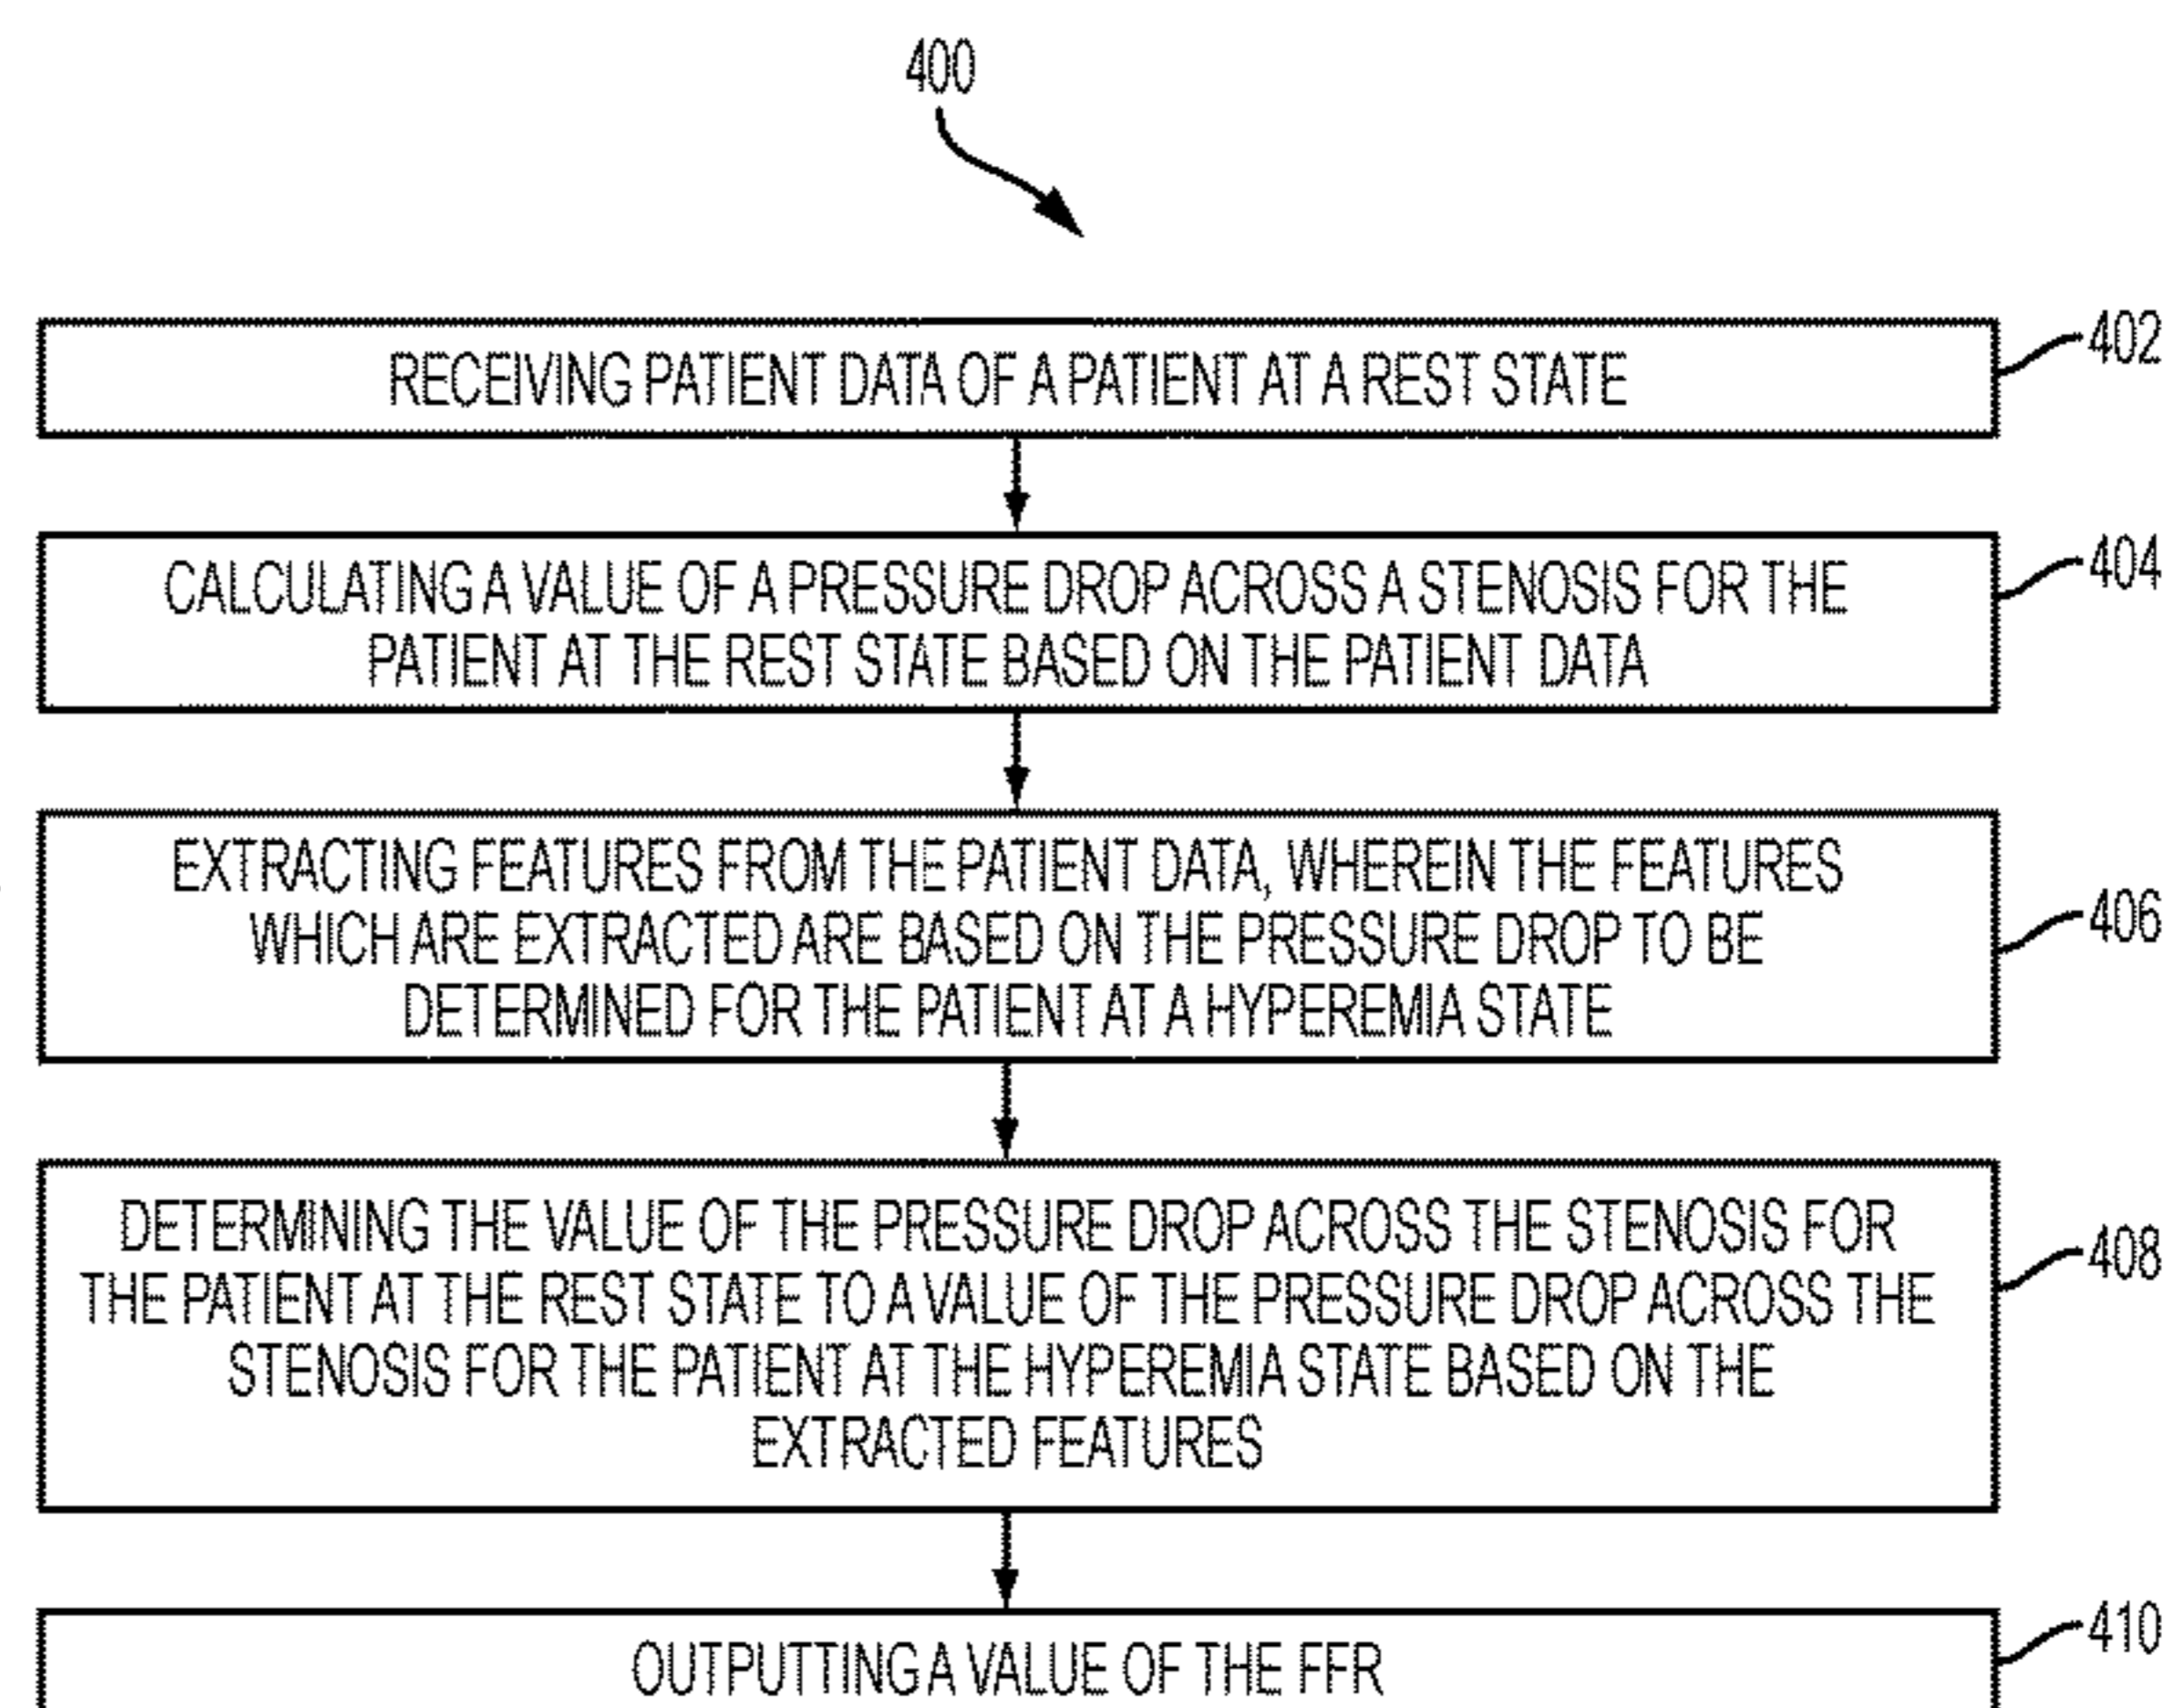 400
RECEIVING PATIENT DATA OF A PATIENT AT A REST STATE
402
CALCULATING A VALUE OF A PRESSURE DROP ACROSS A STENOSIS FOR THE
PATIENT AT THE REST STATE BASED ON THE PATIENT DATA
404
EXTRACTING FEATURES FROM THE PATIENT DATA, WHEREIN THE FEATURES
WHICH ARE EXTRACTED ARE BASED ON THE PRESSURE DROP TO BE
DETERMINED FOR THE PATIENT AT A HYPEREMIA STATE
406
DETERMINING THE VALUE OF THE PRESSURE DROP ACROSS THE STENOSIS FOR
THE PATIENT AT THE REST STATE TO A VALUE OF THE PRESSURE DROP ACROSS THE
STENOSIS FOR THE PATIENT AT THE HYPEREMIA STATE BASED ON THE
EXTRACTED FEATURES
408
OUTPUTTING A VALUE OF THE FFR
410